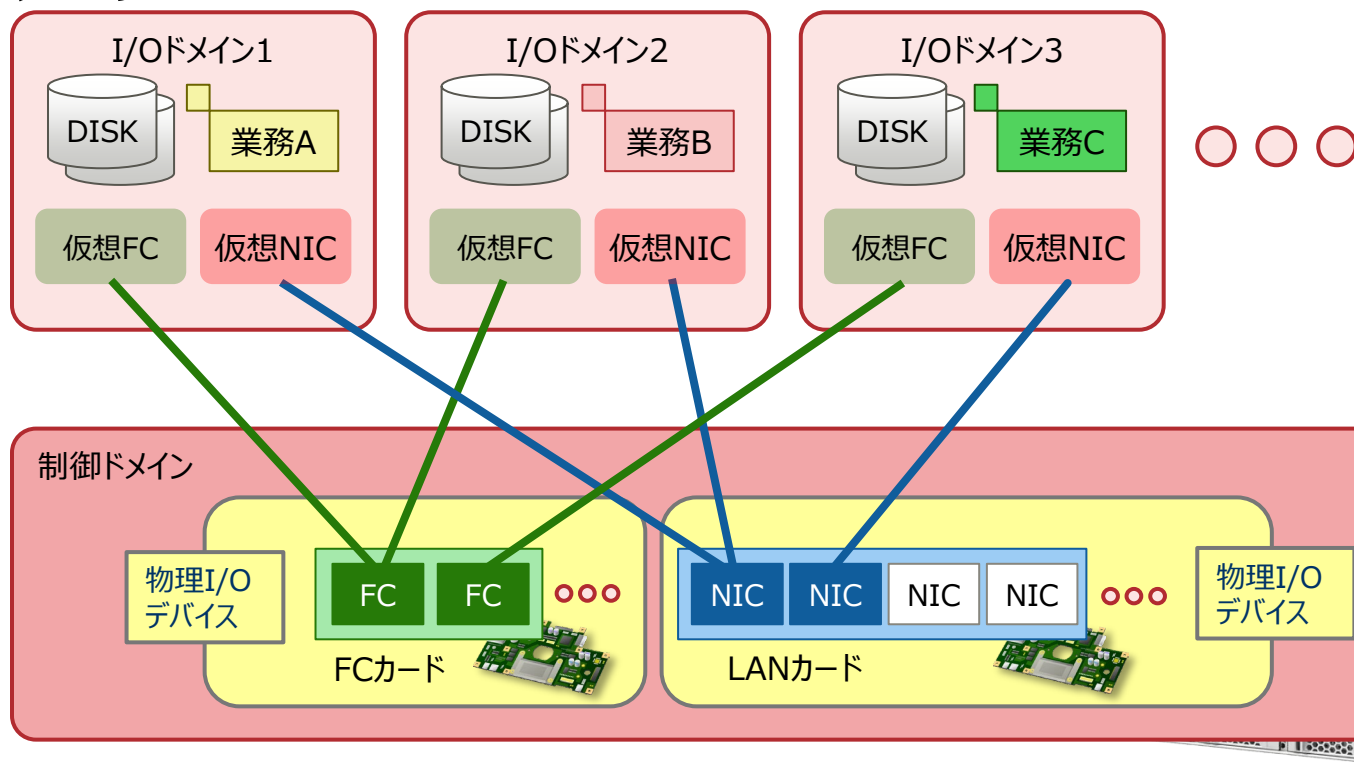 I/Oドメイン1
I/Oドメイン2
I/Oドメイン3
DISK
業務A
DISK
業務B
DISK
業務C
仮想FC
仮想NIC
仮想FC
仮想NIC
仮想FC
仮想NIC
制御ドメイン
物理I/O
デバイス
FC
FC
FCカード
NIC
NIC
NIC
NIC
LANカード
物理I/O
デバイス